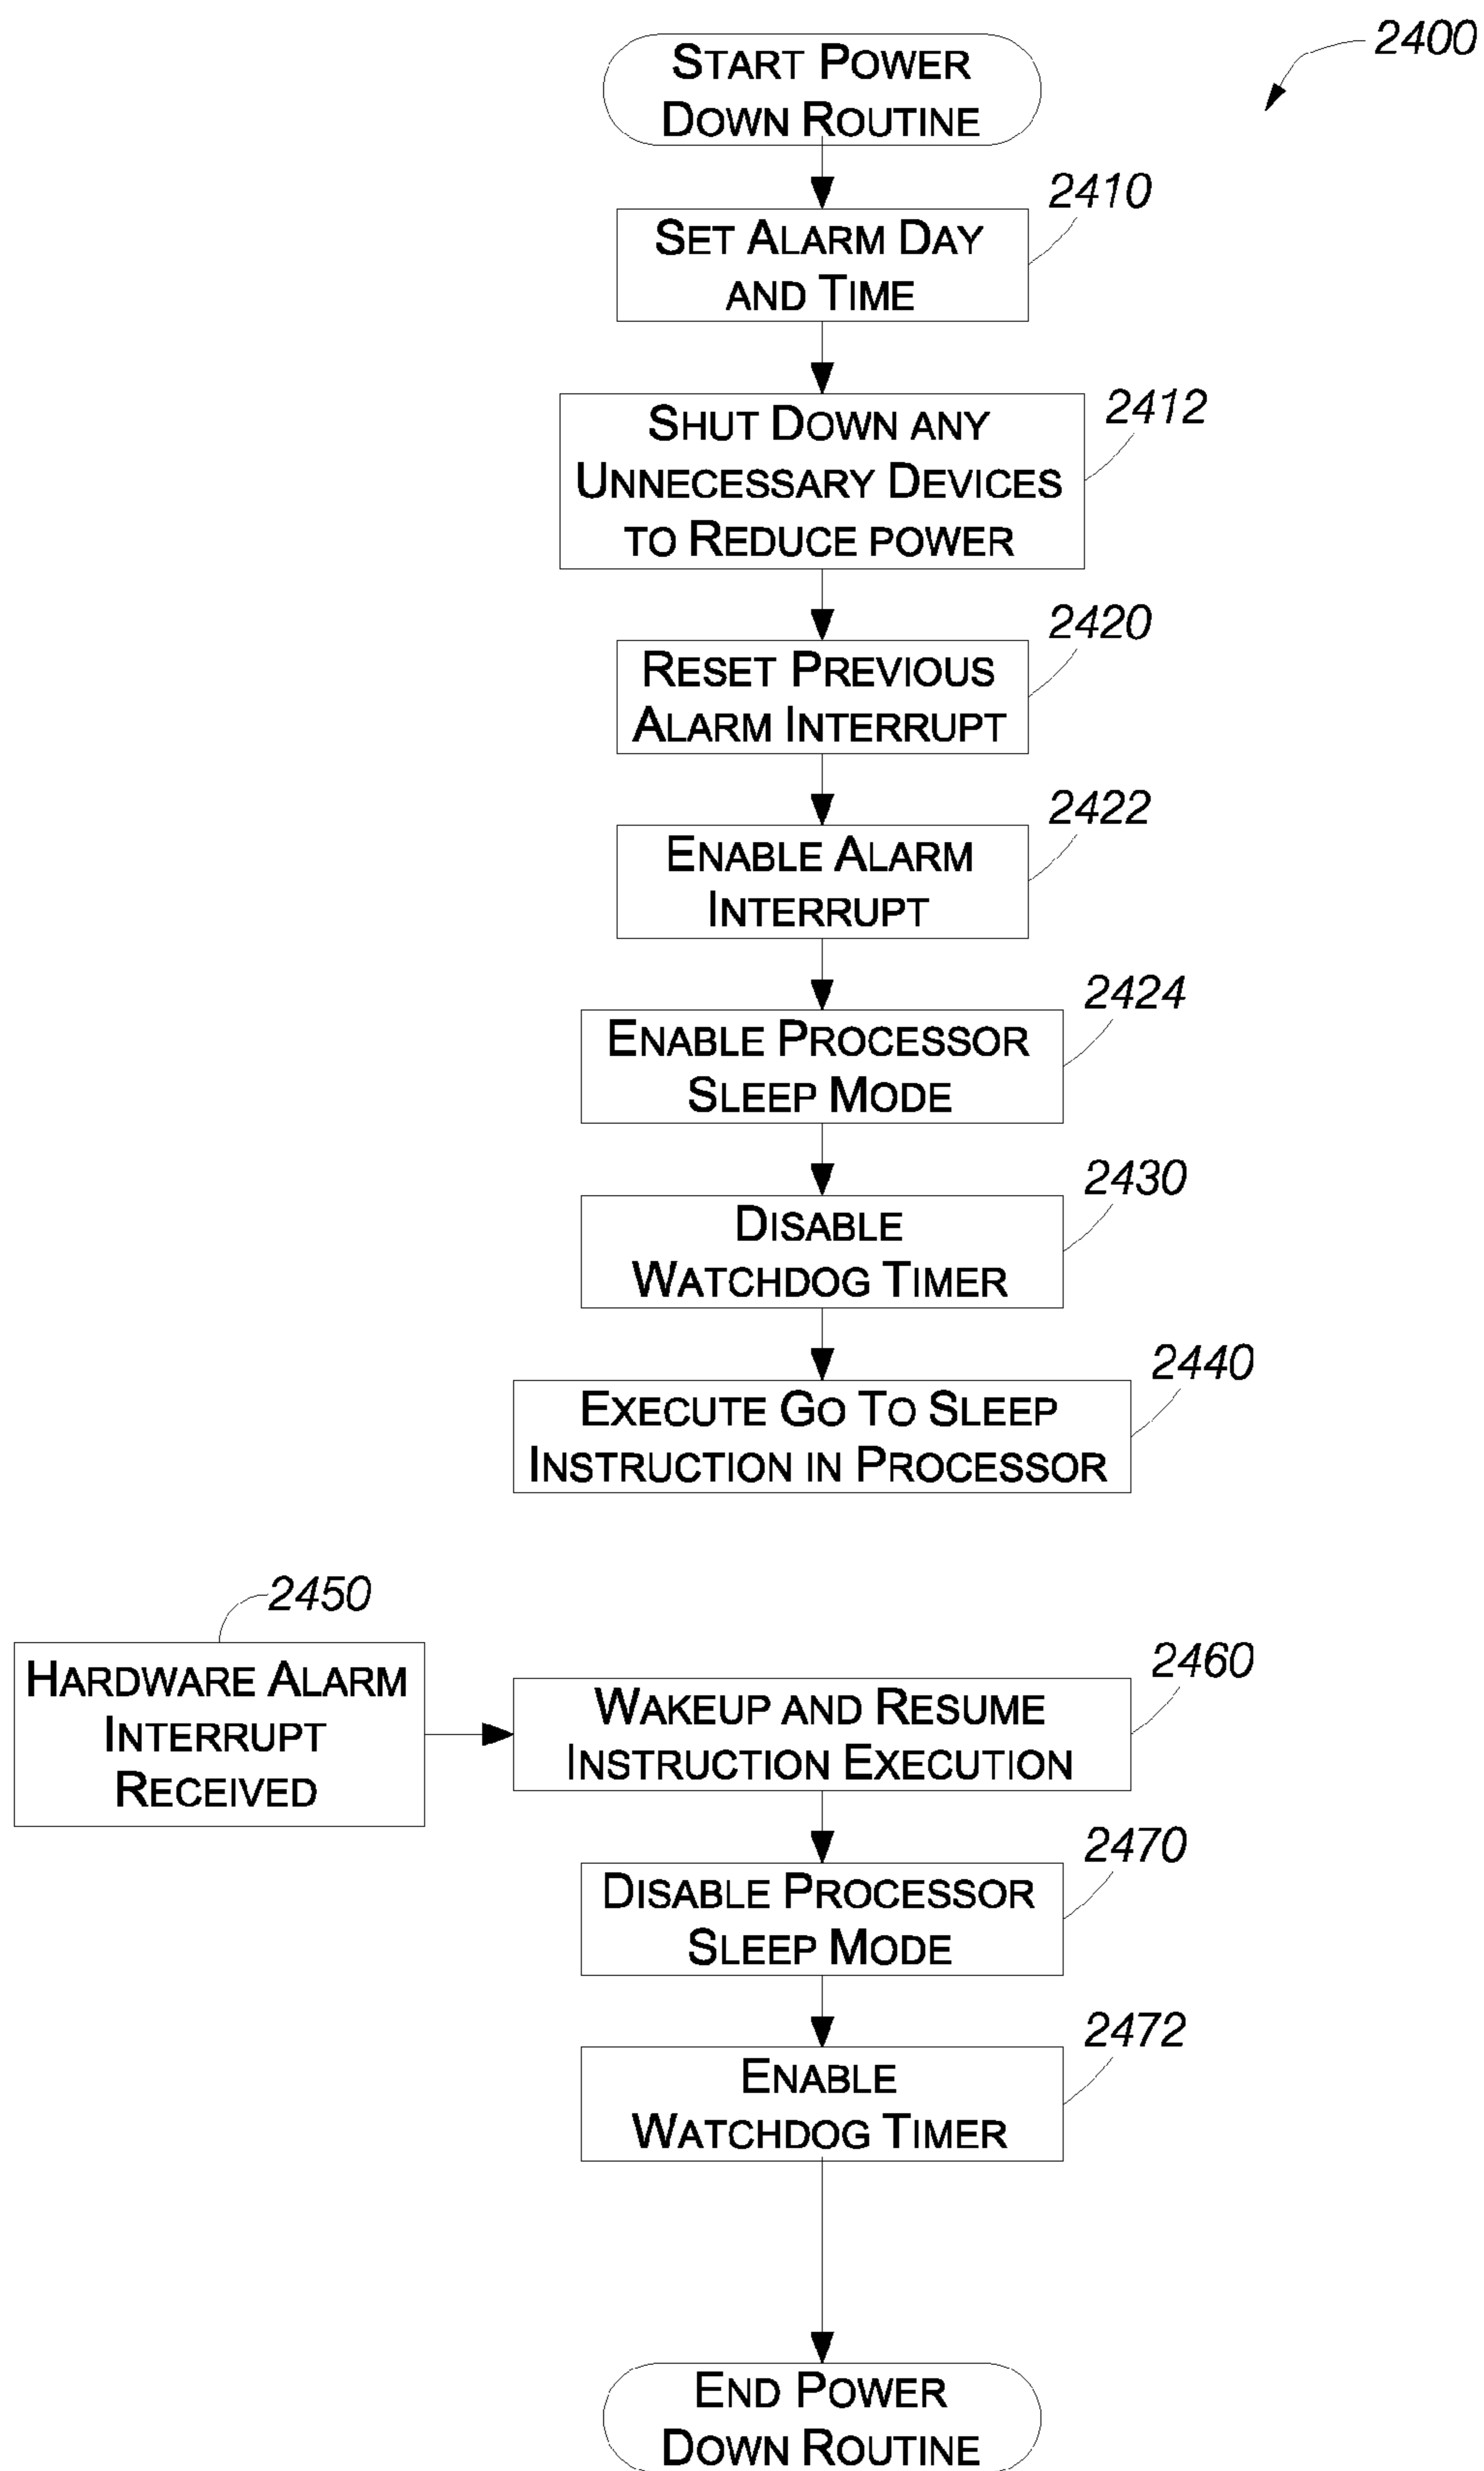 2400
START POWER
DOWN ROUTINE
2410
SET ALARM DAY
AND TIME
2412
SHUT DOWN ANY
UNNECESSARY DEVICES
TO REDUCE POWER
2420
RESET PREVIOUS
ALARM INTERRUPT
2422
ENABLE ALARM
INTERRUPT
2424
ENABLE PROCESSOR
SLEEP MODE
2430
DISABLE
WATCHDOG TIMER
2440
EXECUTE GO TO SLEEP
INSTRUCTION IN PROCESSOR
2450
HARDWARE ALARM
INTERRUPT
RECEIVED
2460
WAKEUP AND RESUME
INSTRUCTION EXECUTION
2470
DISABLE PROCESSOR
SLEEP MODE
2472
ENABLE
WATCHDOG TIMER
END POWER
DOWN ROUTINE